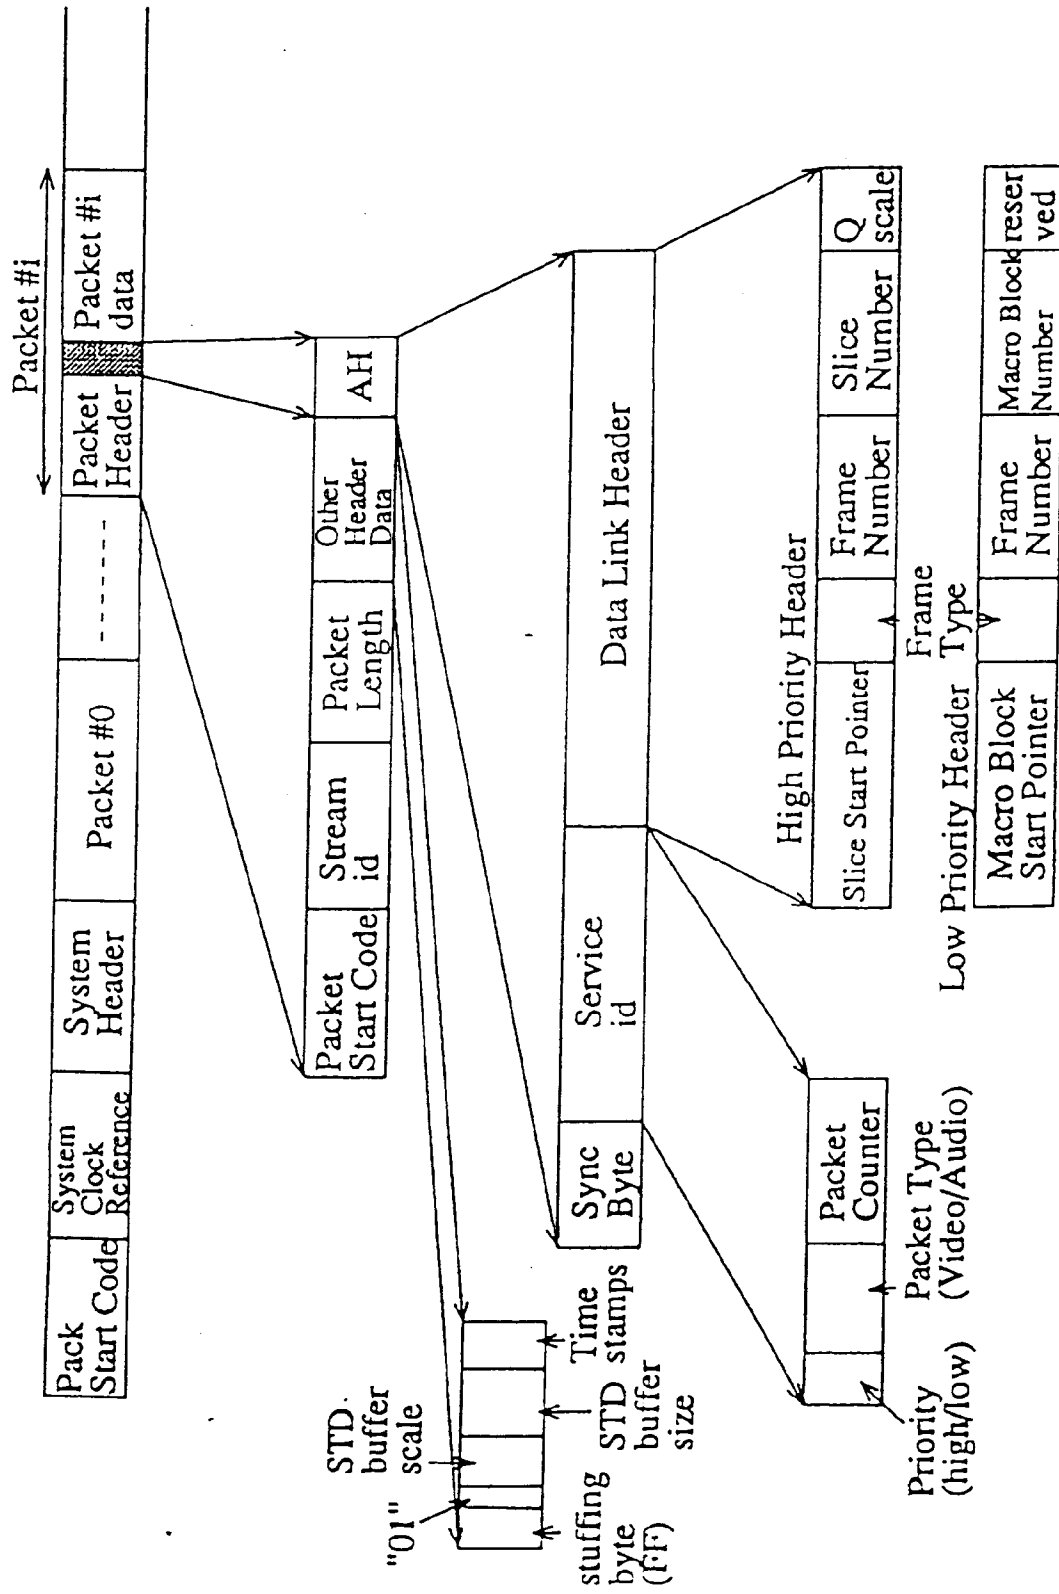 Packet #i
Pack
Start Code
System
Clock
Reference
System
Header
Packet #0
-------
Packet
Header
Packet #i
data
Packet
Start Code
Stream
id
Packet
Length
Other
Header
Data
AH
"01"
STD
buffer
scale
stuffing
byte
(FF)
STD
buffer
size
Time
stamps
Sync
Byte
Service
id
Data Link Header
Priority
(high/low)
Packet Type
(Video/Audio)
Packet
Counter
High Priority Header
Slice Start Pointer
Frame
Number
Slice
Number
Q
scale
Frame
Type
Low Priority Header
Macro Block
Start Pointer
Frame
Number
Macro Block
Number
reser
ved